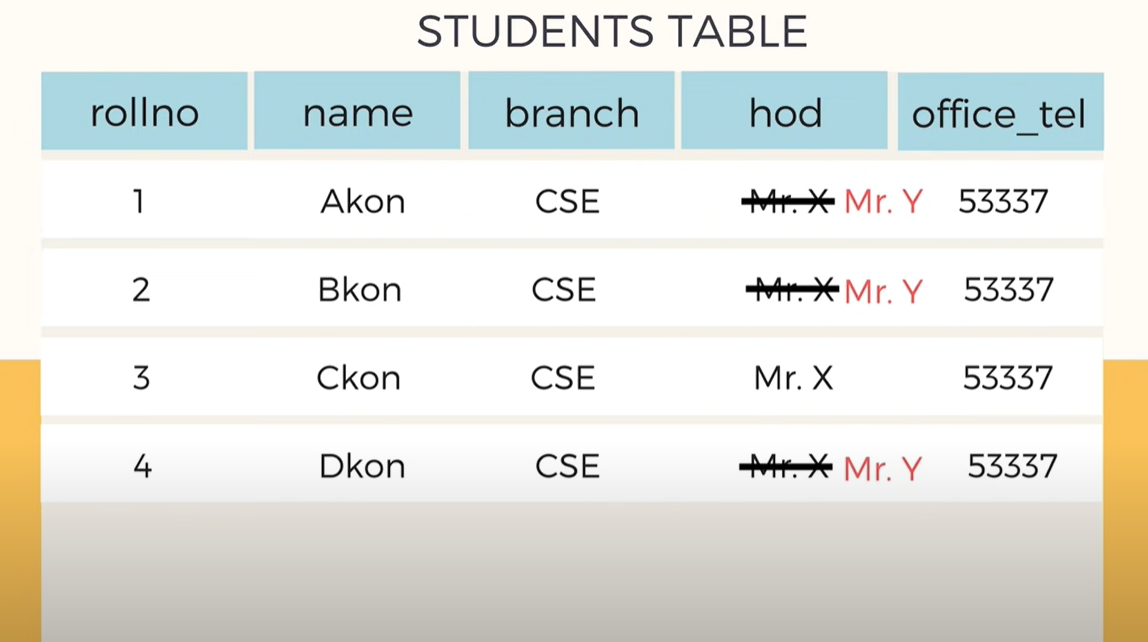 STUDENTS TABLE
rollno name branch hod office_tel
1 Akon CSE Mr. X Mr. Y 53337
2 Bkon CSE Mr. X Mr. Y 53337
3 Ckon CSE Mr. X 53337
4 Dkon CSE Mr. X Mr. Y 53337